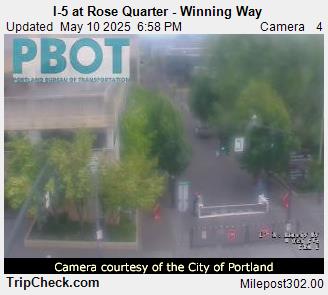 I-5 at Rose Quarter - Winning Way
Updated May 10 2025 6:58 PM Camera 4
PBOT
PORTLAND BUREAU OF TRANSPORTATION
Camera courtesy of the City of Portland
TripCheck.com Milepost302.00